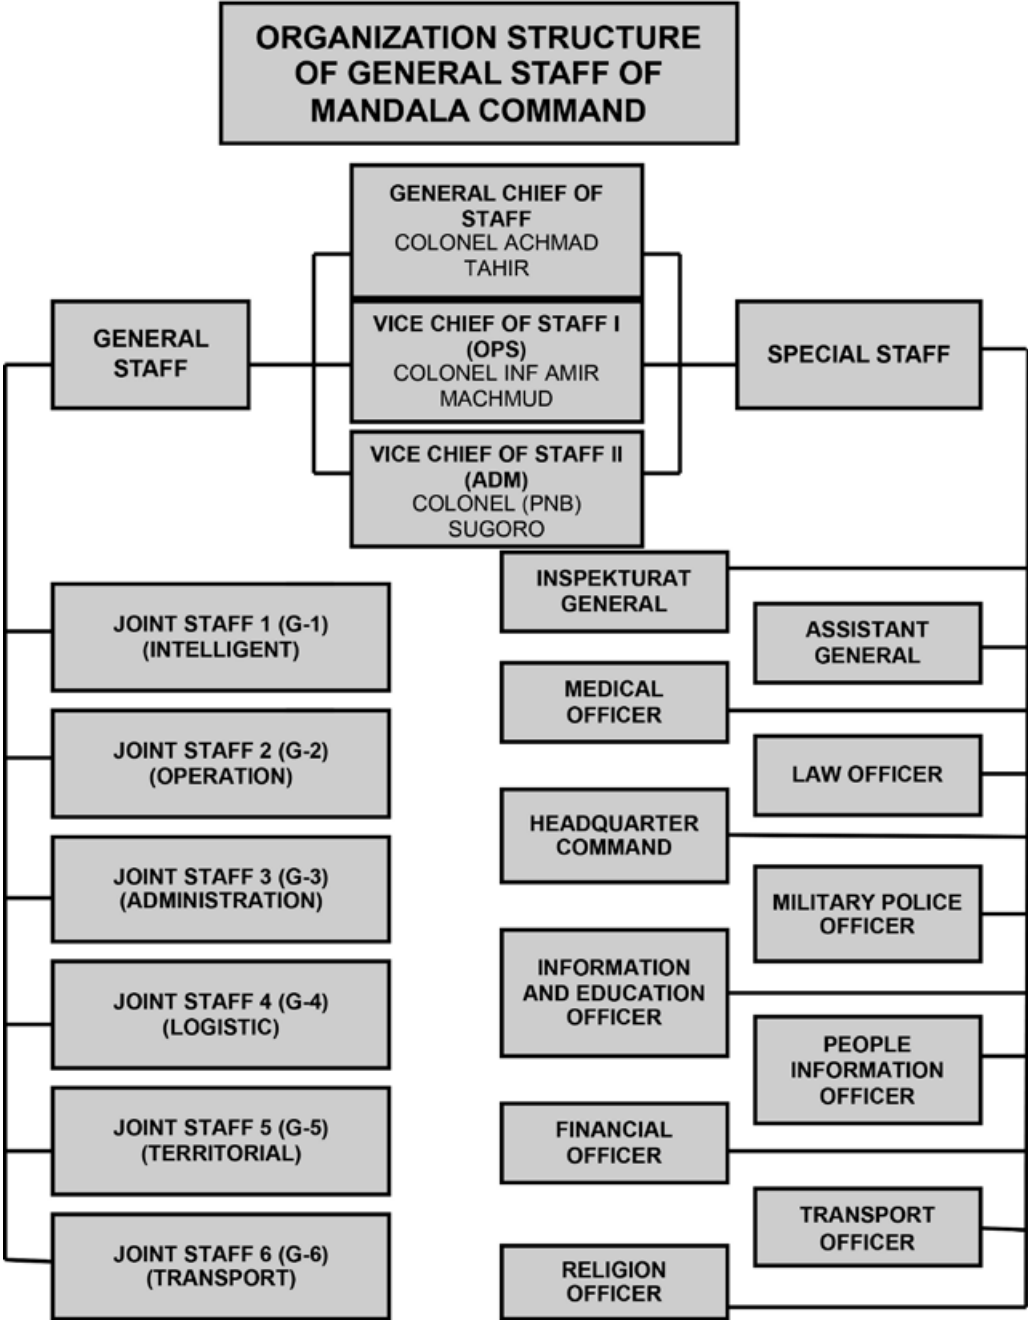 ORGANIZATION STRUCTURE
OF GENERAL STAFF OF
MANDALA COMMAND
GENERAL CHIEF OF
STAFF
COLONEL ACHMAD
TAHIR
GENERAL
STAFF
VICE CHIEF OF STAFF I
(OPS)
COLONEL INF AMIR
MACHMUD
SPECIAL STAFF
VICE CHIEF OF STAFF II
(ADM)
COLONEL (PNB)
SUGORO
JOINT STAFF 1 (G-1)
(INTELLIGENT)
JOINT STAFF 2 (G-2)
(OPERATION)
JOINT STAFF 3 (G-3)
(ADMINISTRATION)
JOINT STAFF 4 (G-4)
(LOGISTIC)
JOINT STAFF 5 (G-5)
(TERRITORIAL)
JOINT STAFF 6 (G-6)
(TRANSPORT)
INSPEKTURAT
GENERAL
ASSISTANT
GENERAL
MEDICAL
OFFICER
LAW OFFICER
HEADQUARTER
COMMAND
MILITARY POLICE
OFFICER
INFORMATION
AND EDUCATION
OFFICER
PEOPLE
INFORMATION
OFFICER
FINANCIAL
OFFICER
TRANSPORT
OFFICER
RELIGION
OFFICER